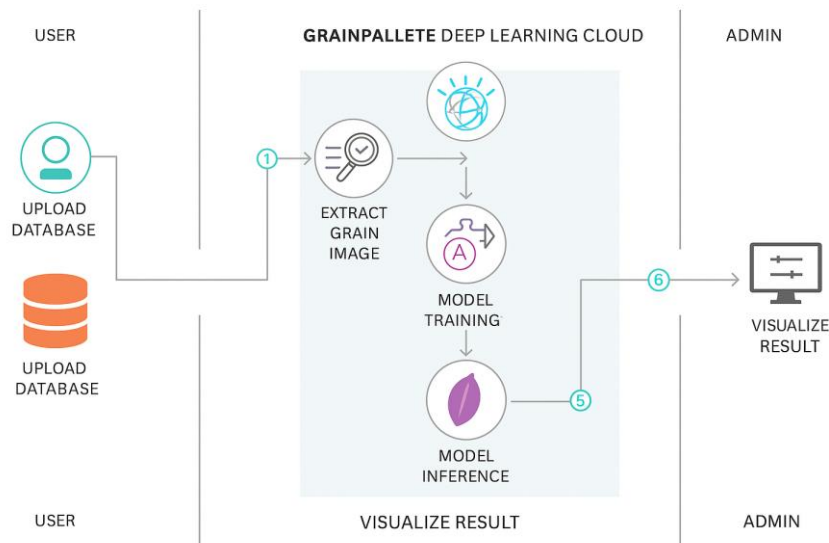 USER
GRAINPALLETE DEEP LEARNING CLOUD
ADMIN
1
UPLOAD
DATABASE
EXTRACT
GRAIN
IMAGE
A
MODEL
TRAINING
6
VISUALIZE
RESULT
UPLOAD
DATABASE
5
MODEL
INFERENCE
USER
VISUALIZE RESULT
ADMIN